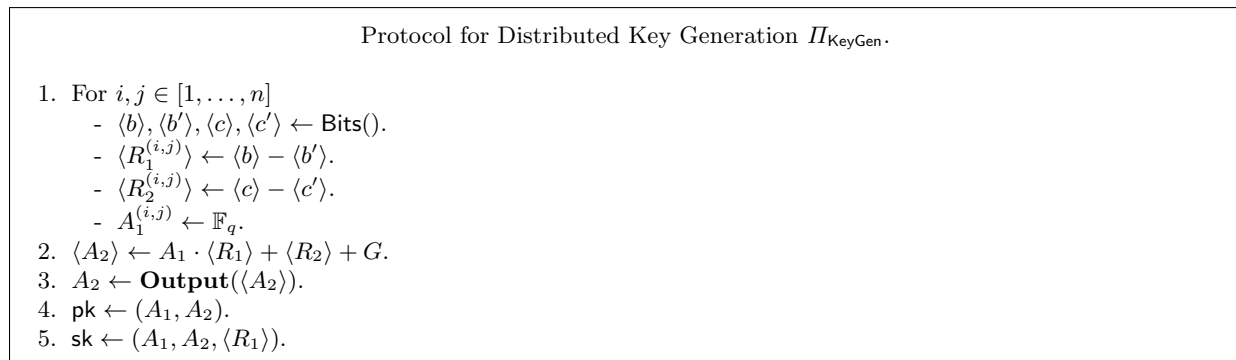 Protocol for Distributed Key Generation Π_KeyGen.
1. For i, j ∈ [1, . . . , n]
- ⟨b⟩, ⟨b′⟩, ⟨c⟩, ⟨c′⟩ ← Bits().
- ⟨R_1^{(i,j)}⟩ ← ⟨b⟩ − ⟨b′⟩.
- ⟨R_2^{(i,j)}⟩ ← ⟨c⟩ − ⟨c′⟩.
- A_1^{(i,j)} ← 𝔽_q.
2. ⟨A_2⟩ ← A_1 · ⟨R_1⟩ + ⟨R_2⟩ + G.
3. A_2 ← Output(⟨A_2⟩).
4. pk ← (A_1, A_2).
5. sk ← (A_1, A_2, ⟨R_1⟩).